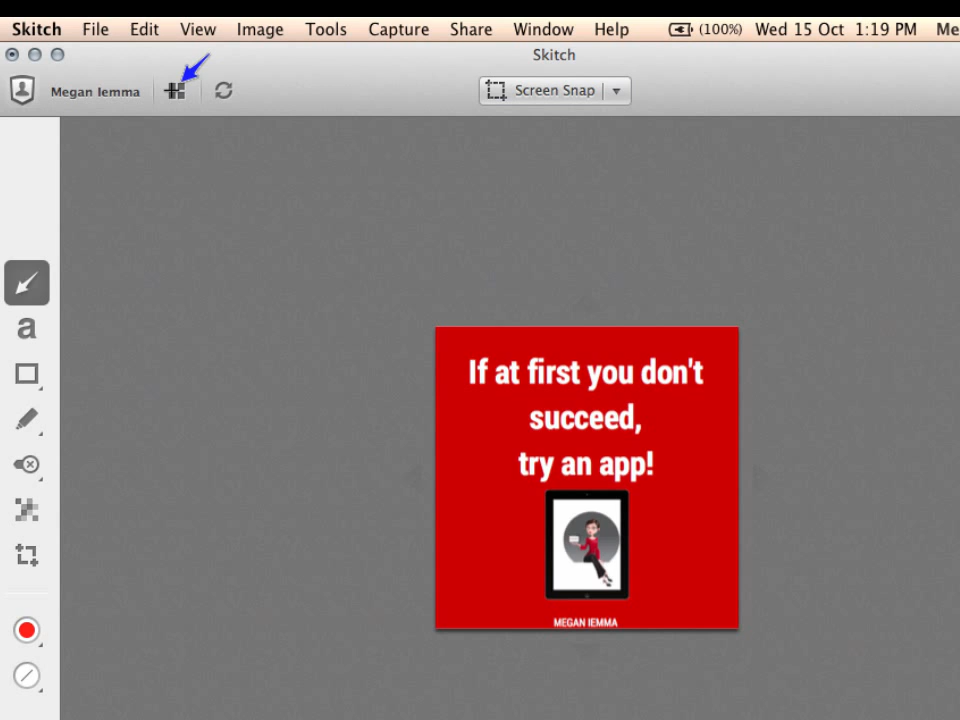 Skitch File Edit View Image Tools Capture Share Window Help (100%) Wed 15 Oct 1:19 PM Me
Skitch
Megan Iemma Screen Snap
a
If at first you don't
succeed,
try an app!
MEGAN IEMMA